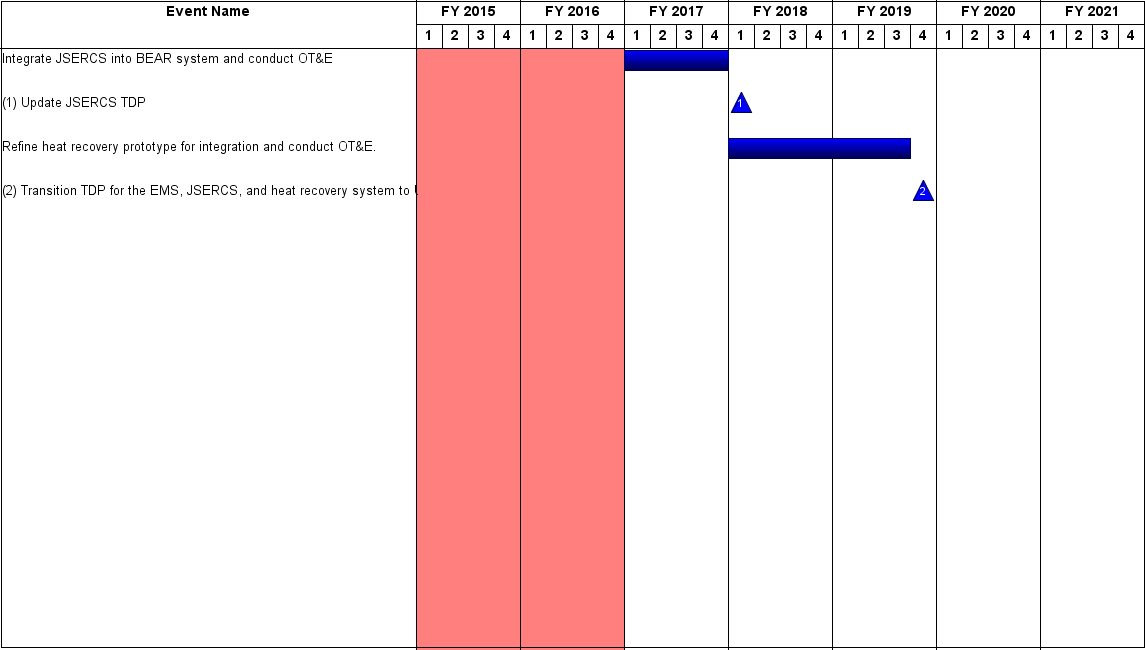 Event Name FY 2015 FY 2016 FY 2017 FY 2018 FY 2019 FY 2020 FY 2021
1 2 3 4 1 2 3 4 1 2 3 4 1 2 3 4 1 2 3 4 1 2 3 4 1 2 3 4
Integrate JSERCS into BEAR system and conduct OT&E
(1) Update JSERCS TDP 1
Refine heat recovery prototype for integration and conduct OT&E.
(2) Transition TDP for the EMS, JSERCS, and heat recovery system to 2